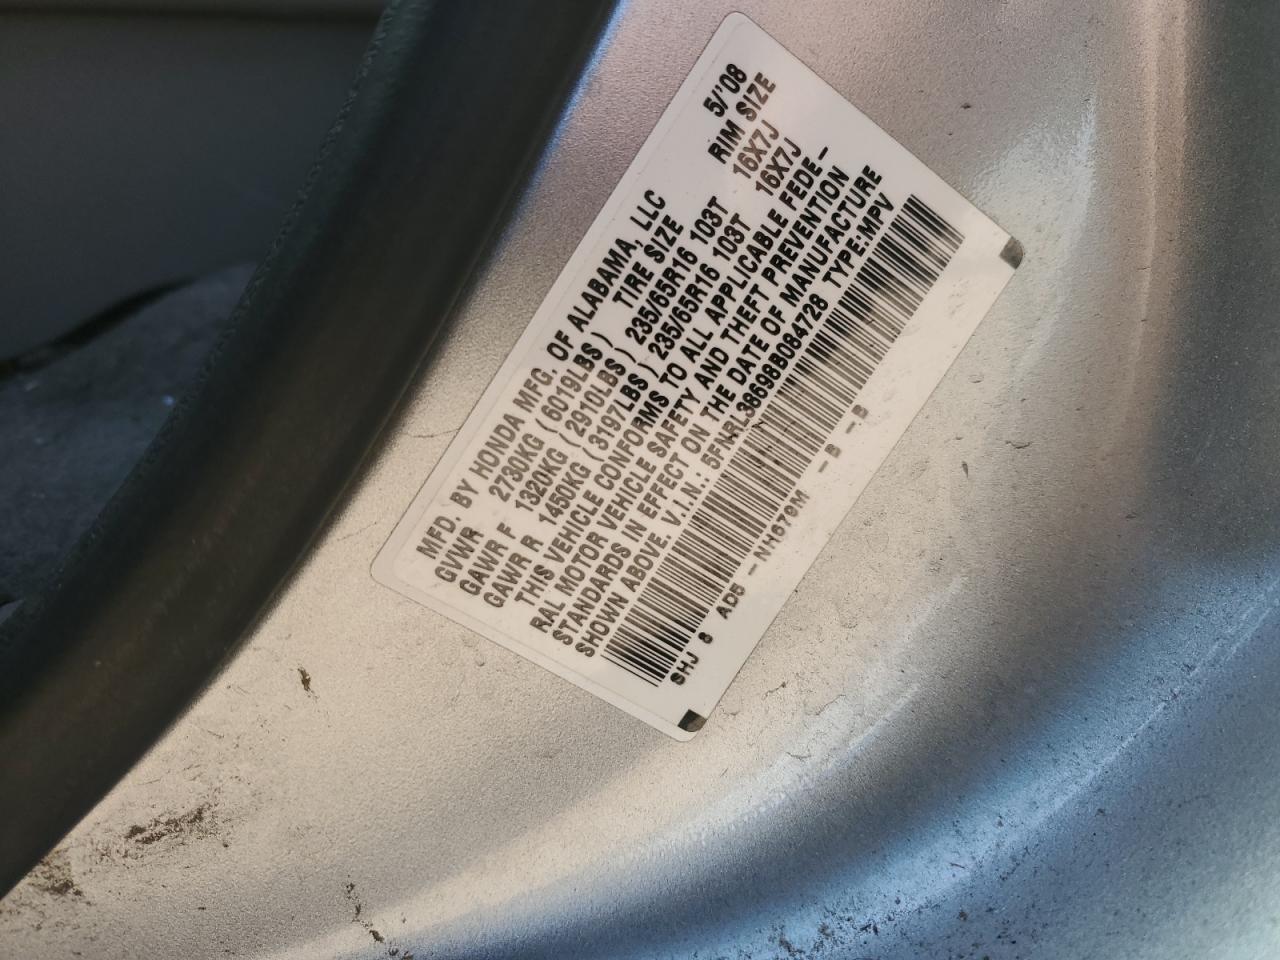 MFD. BY HONDA MFG. OF ALABAMA, LLC 5/'08
GVWR 2730KG (6019LBS) TIRE SIZE RIM SIZE
GAWR F 1320KG (2910LBS) 235/65R16 103T 16X7J
GAWR R 1450KG (3197LBS) 235/65R16 103T 16X7J
THIS VEHICLE CONFORMS TO ALL APPLICABLE FEDE-
RAL MOTOR VEHICLE SAFETY AND THEFT PREVENTION
STANDARDS IN EFFECT ON THE DATE OF MANUFACTURE
SHOWN ABOVE. V.I.N.: 5FNRL38698B084728 TYPE:MPV
SHJ 8 AD5 -NH679M -B -B